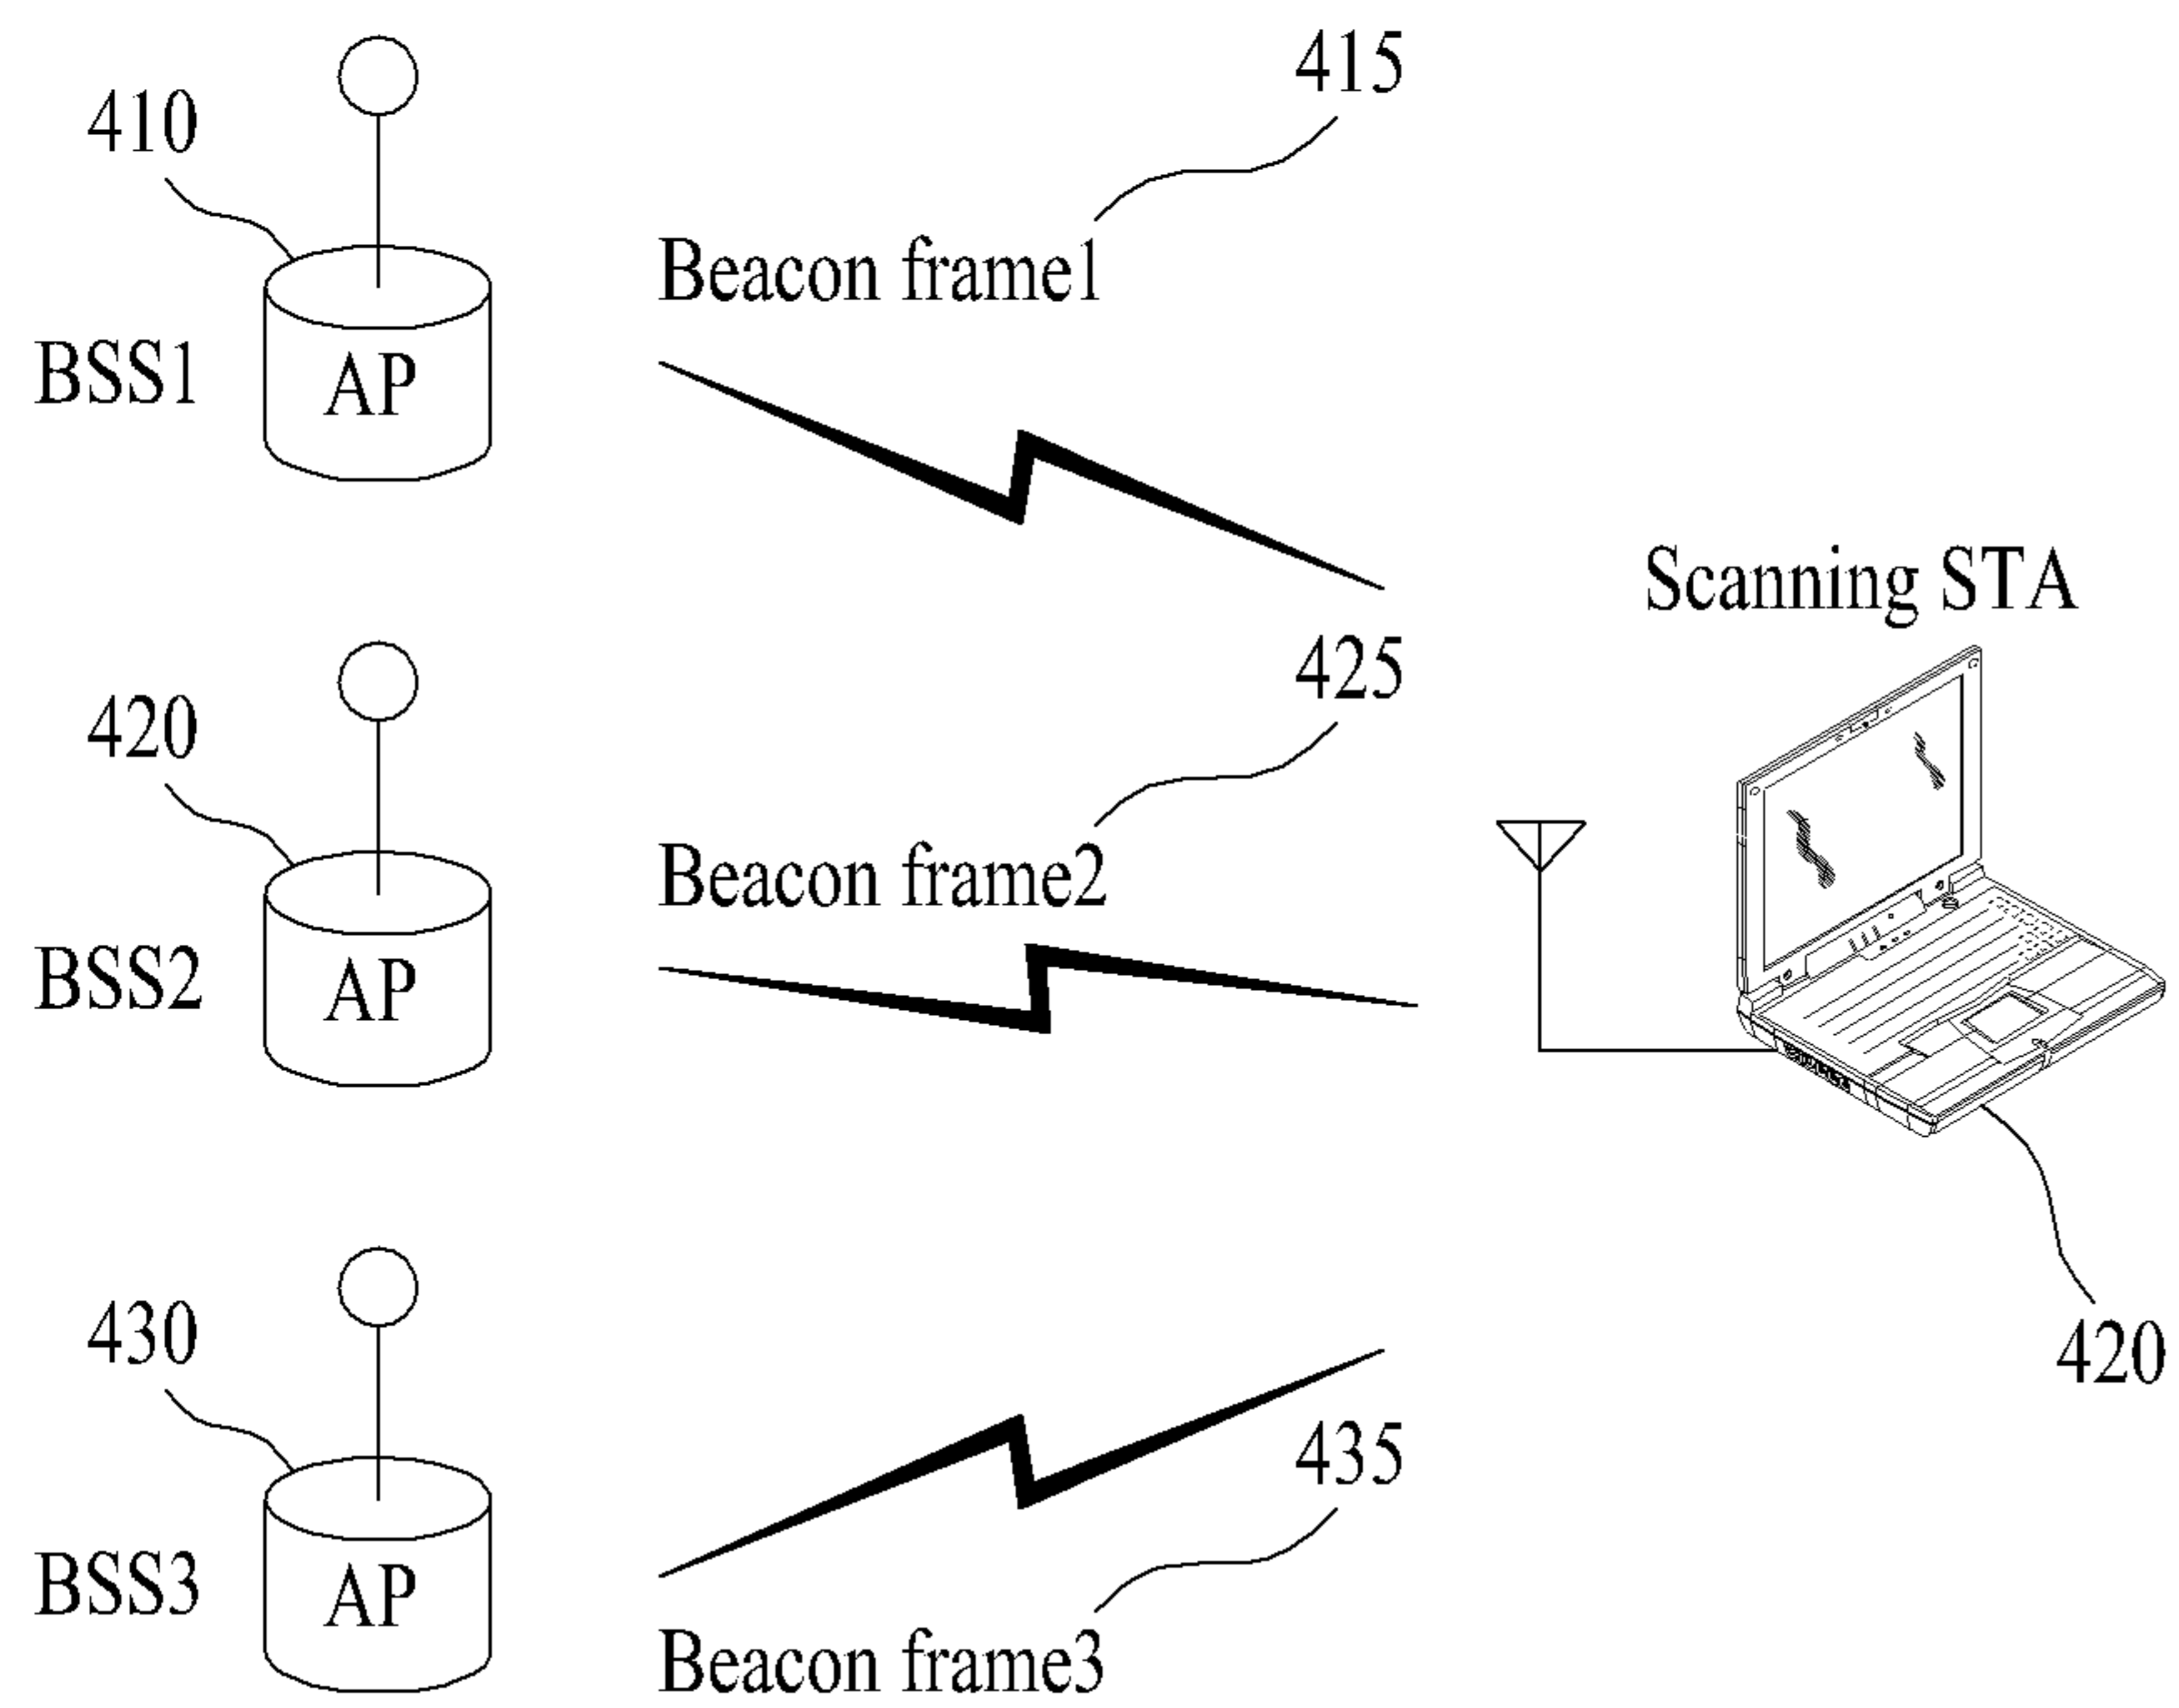 415
410
Beacon frame1
BSS1
AP
Scanning STA
425
420
Beacon frame2
BSS2
AP
430
420
435
BSS3
AP
Beacon frame3